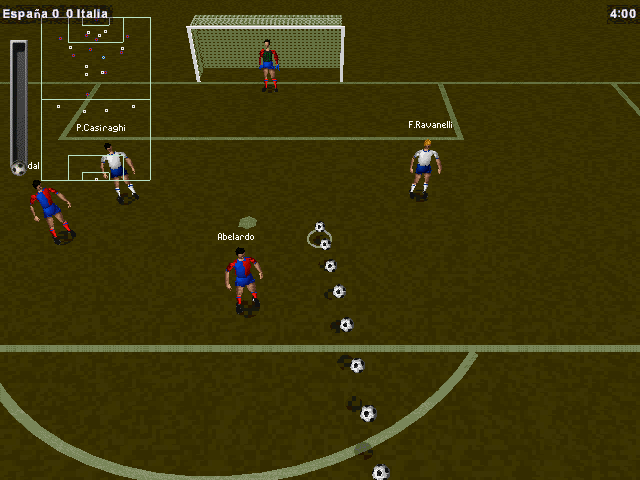 España 0 0 Italia
4:00
P.Casiraghi
F.Ravanelli
dal
Abelardo